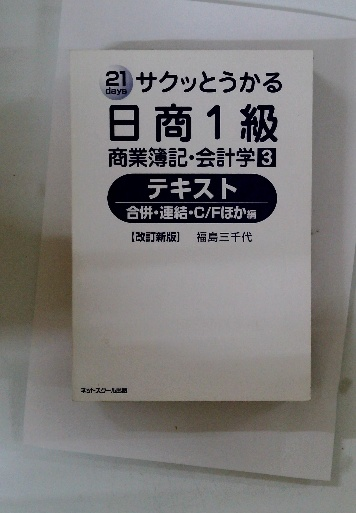 21 days サクッとうかる
日商1級
商業簿記・会計学3
テキスト
合併・連結・C/Fほか編
【改訂新版】 福島三千代
ネットスクール出版